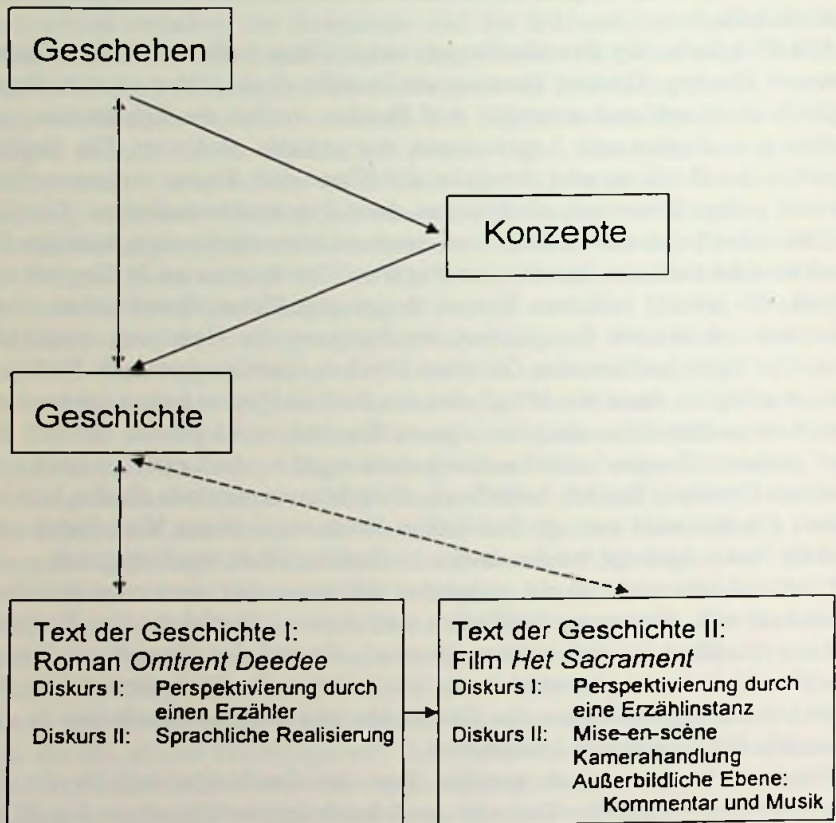 Geschehen
Konzepte
Geschichte
Text der Geschichte I:
Roman Omtrent Deedee
Diskurs I: Perspektivierung durch
einen Erzähler
Diskurs II: Sprachliche Realisierung
Text der Geschichte II:
Film Het Sacrament
Diskurs I: Perspektivierung durch
eine Erzählinstanz
Diskurs II: Mise-en-scène
Kamerahandlung
Außerbildliche Ebene:
Kommentar und Musik